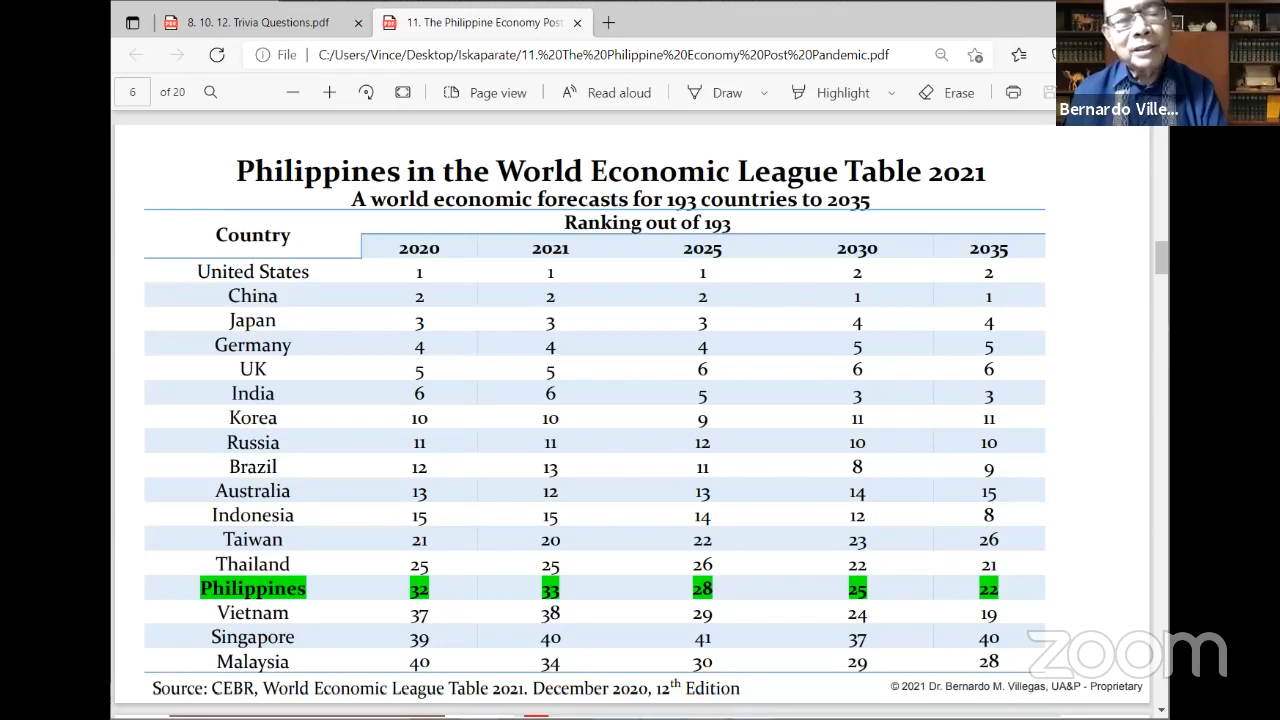 8. 10. 12. Trivia Questions.pdf
11. The Philippine Economy Post
File C:/Users/Vince/Desktop/Iskaparate/11.%20The%20Philippine%20Economy%20Post%20Pandemic.pdf
6 of 20 Page view Read aloud Draw Highlight Erase
Bernardo Ville...
Philippines in the World Economic League Table 2021
A world economic forecasts for 193 countries to 2035
Country Ranking out of 193
2020 2021 2025 2030 2035
United States 1 1 1 2 2
China 2 2 2 1 1
Japan 3 3 3 4 4
Germany 4 4 4 5 5
UK 5 5 6 6 6
India 6 6 5 3 3
Korea 10 10 9 11 11
Russia 11 11 12 10 10
Brazil 12 13 11 8 9
Australia 13 12 13 14 15
Indonesia 15 15 14 12 8
Taiwan 21 20 22 23 26
Thailand 25 25 26 22 21
Philippines 32 33 28 25 22
Vietnam 37 38 29 24 19
Singapore 39 40 41 37 40
Malaysia 40 34 30 29 28
zoom
Source: CEBR, World Economic League Table 2021. December 2020, 12th Edition
© 2021 Dr. Bernardo M. Villegas, UA&P - Proprietary